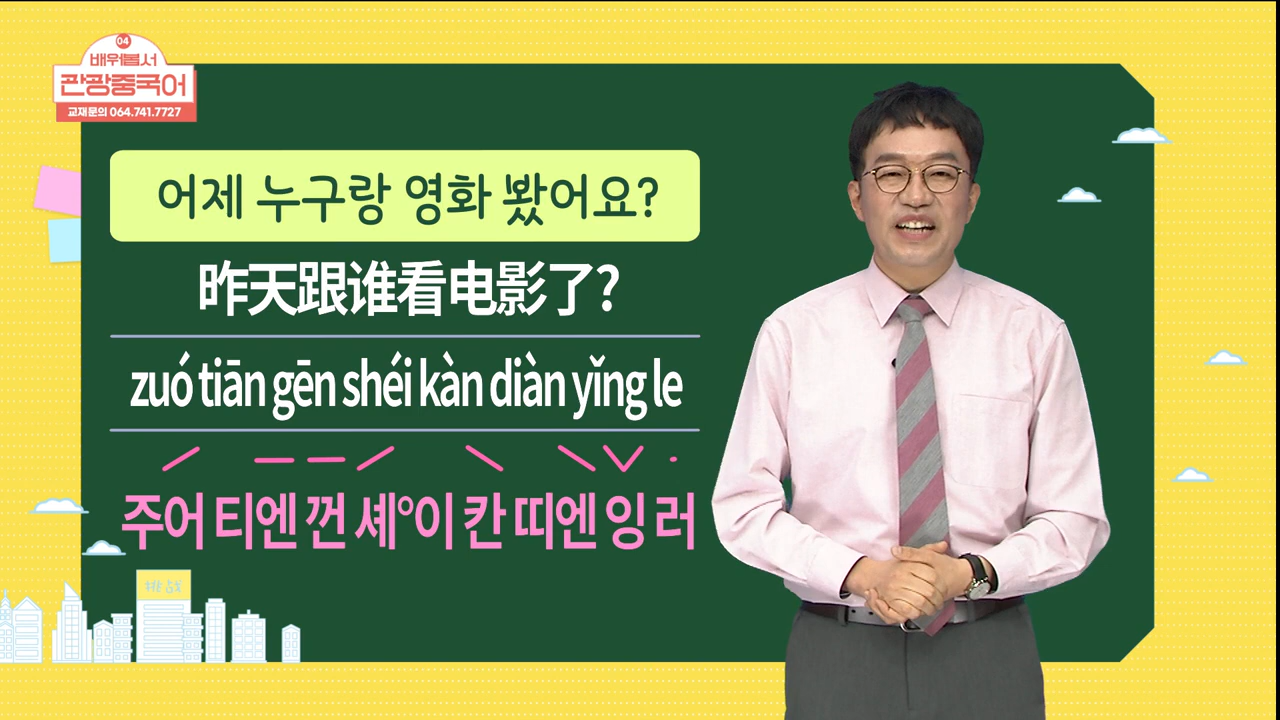 04
배워봅서
관광중국어
교재문의 064.741.7727
어제 누구랑 영화 봤어요?
昨天跟谁看电影了?
zuó tiān gēn shéi kàn diàn yǐng le
주어 티엔 껀 셰°이 칸 띠엔 잉 러
挑战